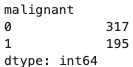 malignant
0 317
1 195
dtype: int64